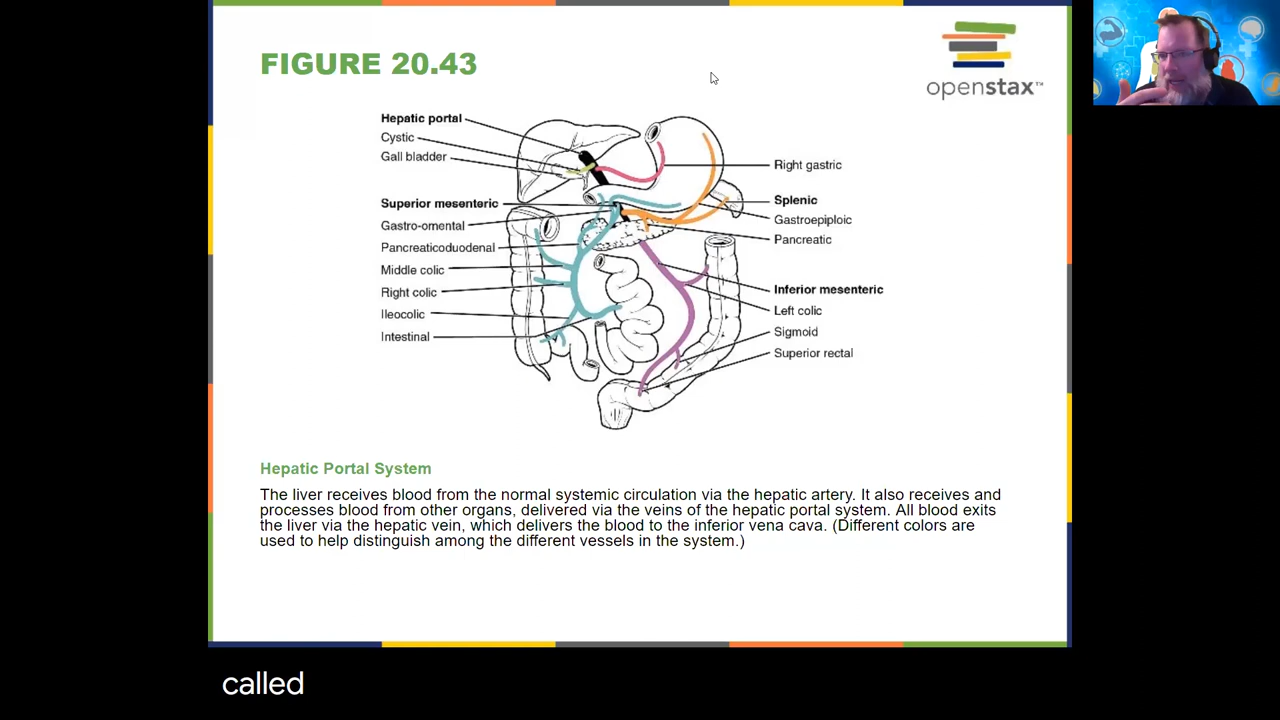 FIGURE 20.43
openstax™
Hepatic portal
Cystic
Gall bladder
Superior mesenteric
Gastro-omental
Pancreaticoduodenal
Middle colic
Right colic
Ileocolic
Intestinal
Right gastric
Splenic
Gastroepiploic
Pancreatic
Inferior mesenteric
Left colic
Sigmoid
Superior rectal
Hepatic Portal System
The liver receives blood from the normal systemic circulation via the hepatic artery. It also receives and
processes blood from other organs, delivered via the veins of the hepatic portal system. All blood exits
the liver via the hepatic vein, which delivers the blood to the inferior vena cava. (Different colors are
used to help distinguish among the different vessels in the system.)
called